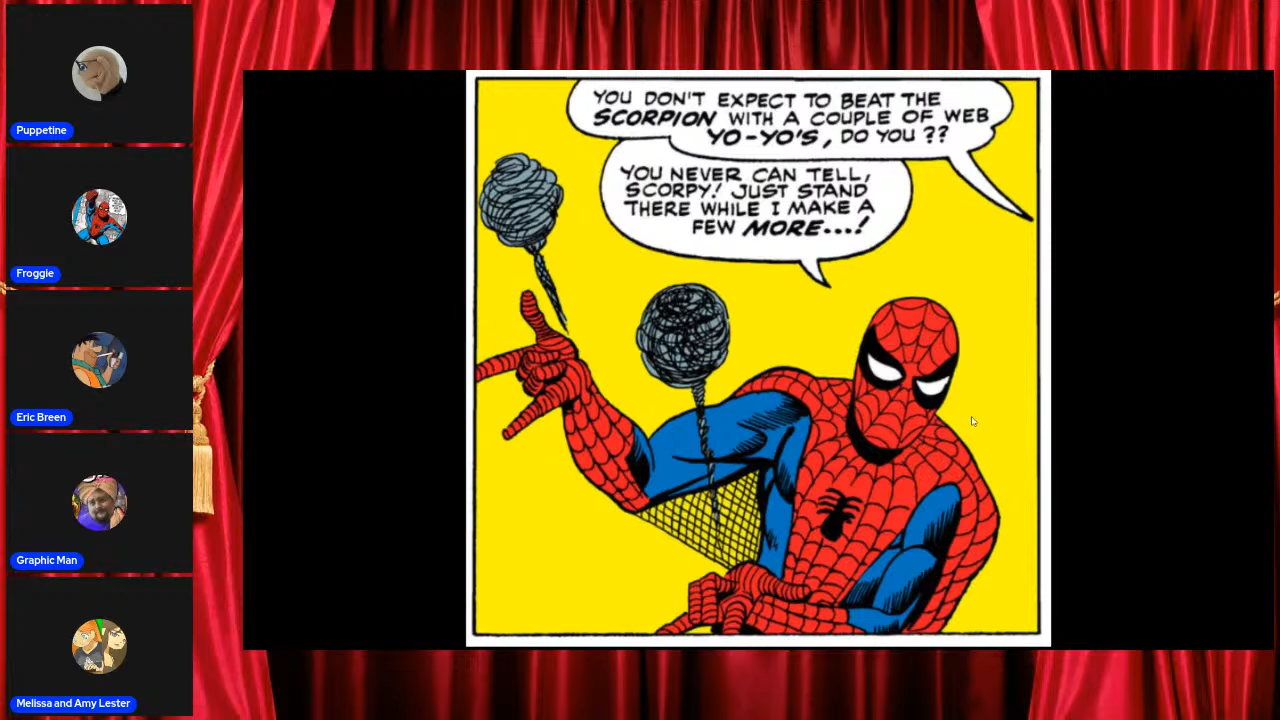 Puppetine
Froggie
Eric Breen
Graphic Man
Melissa and Amy Lester
YOU DON'T EXPECT TO BEAT THE
SCORPION WITH A COUPLE OF WEB
YO-YO'S, DO YOU ??
YOU NEVER CAN TELL,
SCORPY! JUST STAND
THERE WHILE I MAKE A
FEW MORE...!